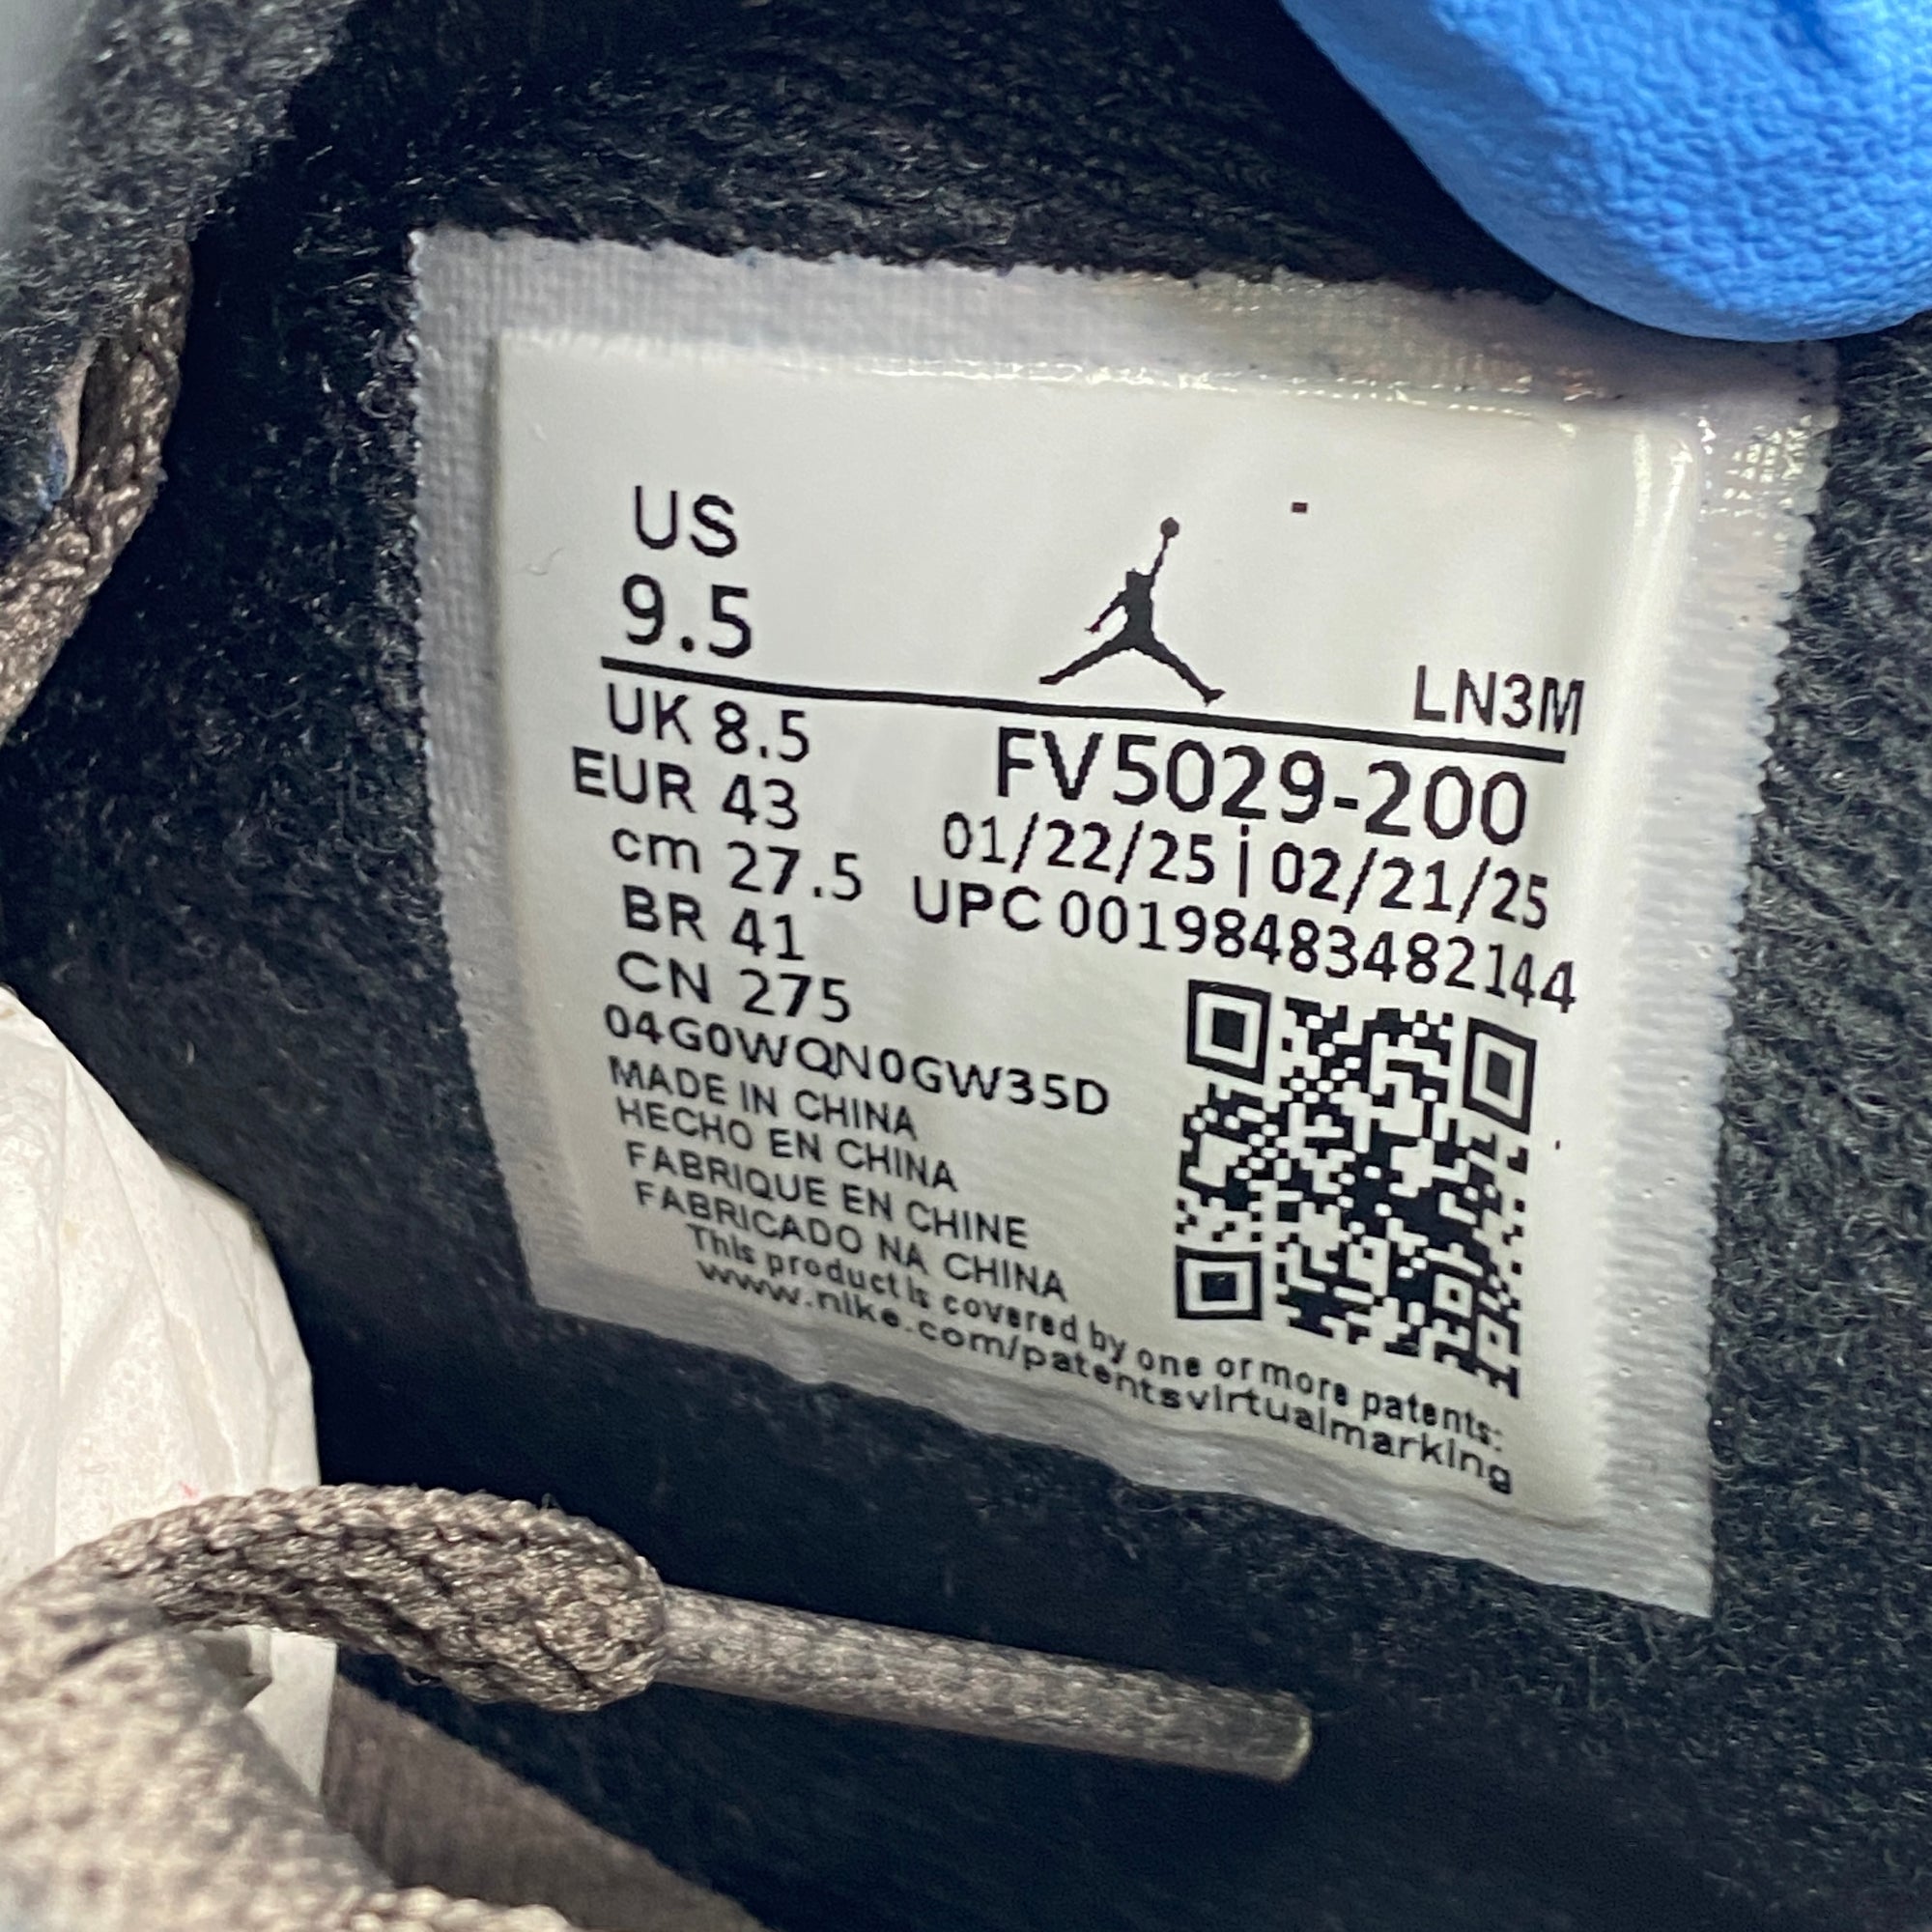 US
9.5
LN3M
UK 8.5
EUR 43
cm 27.5
BR 41
CN 275
FV5029-200
01/22/25 | 02/21/25
UPC 00198483482144
04G0WQN0GW35D
MADE IN CHINA
HECHO EN CHINA
FABRIQUE EN CHINE
FABRICADO NA CHINA
This product is covered by one or more patents:
www.nike.com/patentsvirtualmarking